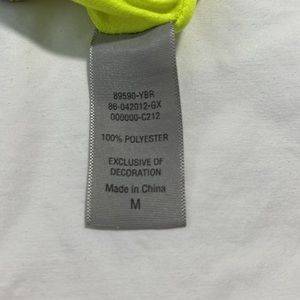 89590-YBR
86-042012-GX
000000-C212
100% POLYESTER
EXCLUSIVE OF
DECORATION
Made in China
M